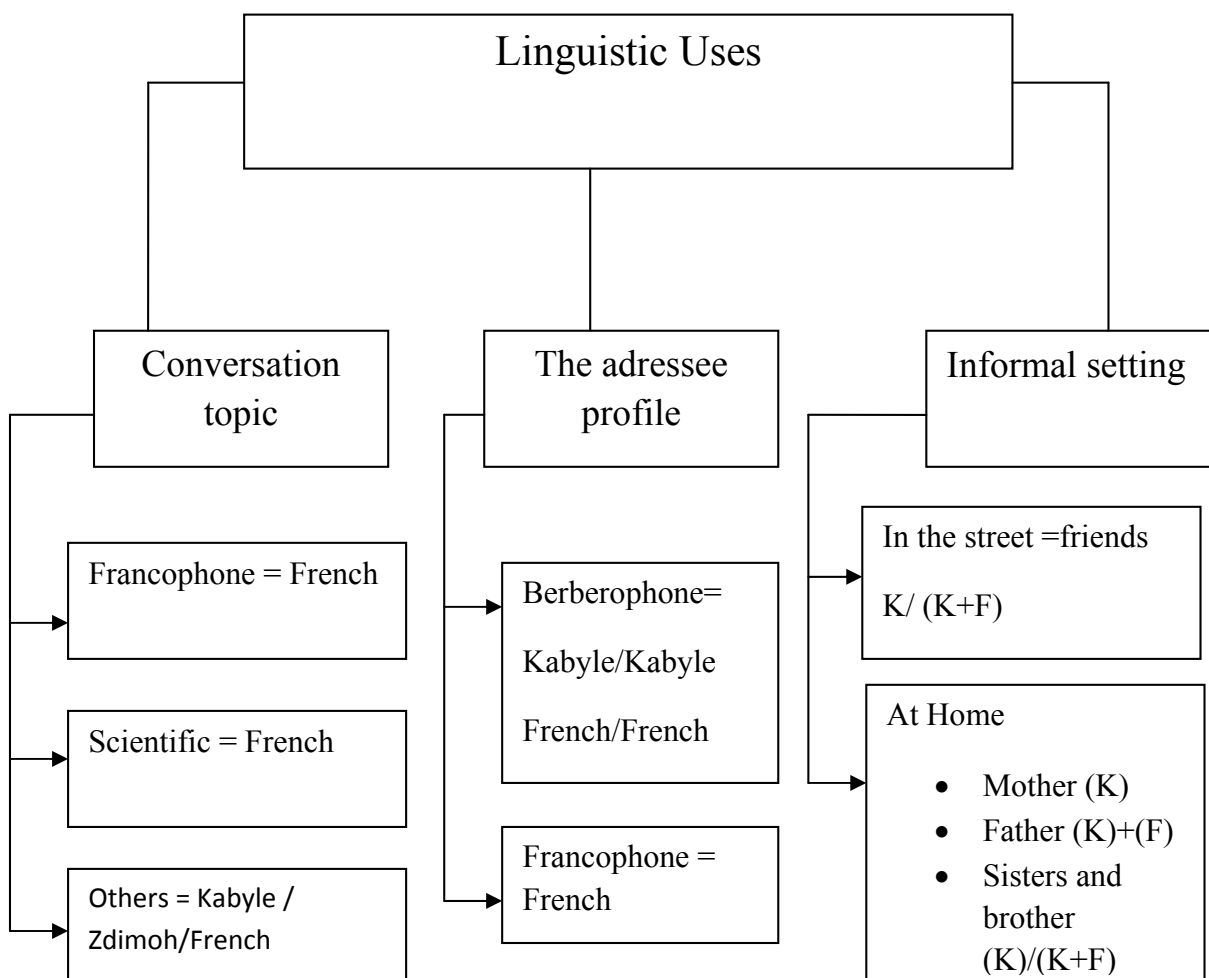 Linguistic Uses
Conversation
topic
Francophone = French
Scientific = French
Others = Kabyle /
Zdimoh/French
The adressee
profile
Berberophone=
Kabyle/Kabyle
French/French
Francophone =
French
Informal setting
In the street =friends
K/ (K+F)
At Home
• Mother (K)
• Father (K)+(F)
• Sisters and
brother
(K)/(K+F)